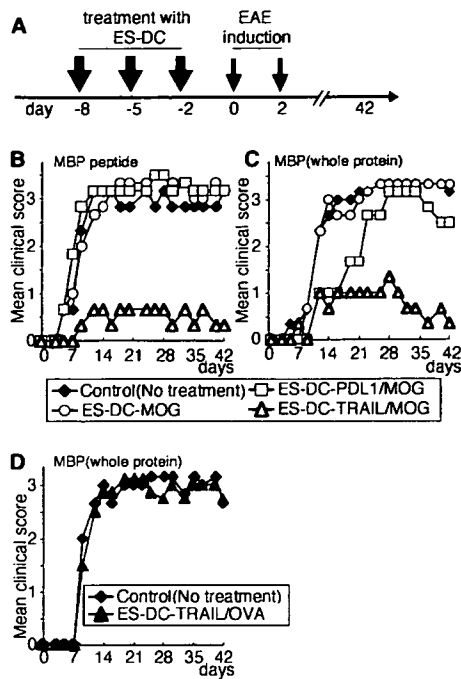 A
treatment with ES-DC
EAE induction
day -8 -5 -2 0 2 42
B
MBP peptide
Mean clinical score
3
2
1
0
0 7 14 21 28 35 42
days
C
MBP(whole protein)
Mean clinical score
3
2
1
0
0 7 14 21 28 35 42
days
Control(No treatment)
ES-DC-PDL1/MOG
ES-DC-MOG
ES-DC-TRAIL/MOG
D
MBP(whole protein)
Mean clinical score
3
2
1
0
Control(No treatment)
ES-DC-TRAIL/OVA
0 14 21 28 35 42
days